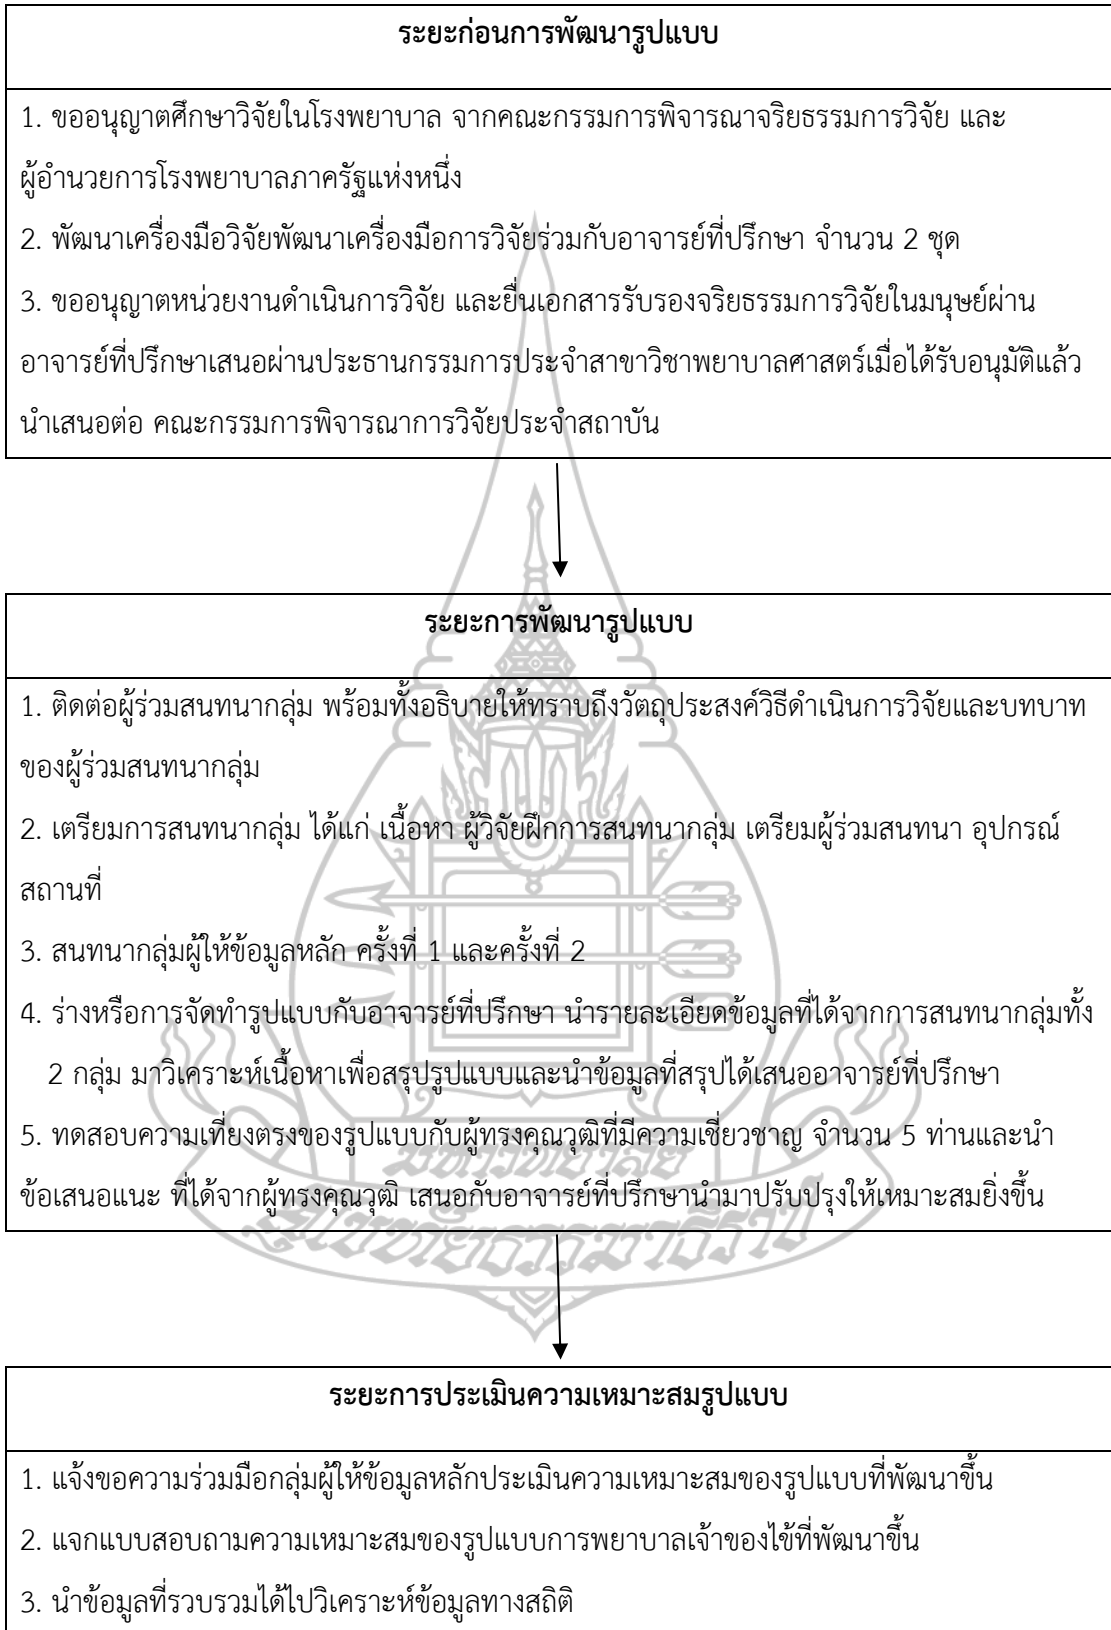 ระยะก่อนการพัฒนารูปแบบ
1. ขออนุญาตศึกษาวิจัยในโรงพยาบาล จากคณะกรรมการพิจารณาจริยธรรมการวิจัย และ
ผู้อำนวยการโรงพยาบาลภาครัฐแห่งหนึ่ง
2. พัฒนาเครื่องมือวิจัยพัฒนาเครื่องมือการวิจัยร่วมกับอาจารย์ที่ปรึกษา จำนวน 2 ชุด
3. ขออนุญาตหน่วยงานดำเนินการวิจัย และยื่นเอกสารรับรองจริยธรรมการวิจัยในมนุษย์ผ่าน
อาจารย์ที่ปรึกษาเสนอผ่านประธานกรรมการประจำสาขาวิชาพยาบาลศาสตร์เมื่อได้รับอนุมัติแล้ว
นำเสนอต่อ คณะกรรมการพิจารณาการวิจัยประจำสถาบัน
ระยะการพัฒนารูปแบบ
1. ติดต่อผู้ร่วมสนทนากลุ่ม พร้อมทั้งอธิบายให้ทราบถึงวัตถุประสงค์วิธีดำเนินการวิจัยและบทบาท
ของผู้ร่วมสนทนากลุ่ม
2. เตรียมการสนทนากลุ่ม ได้แก่ เนื้อหา ผู้วิจัยฝึกการสนทนากลุ่ม เตรียมผู้ร่วมสนทนา อุปกรณ์
สถานที่
3. สนทนากลุ่มผู้ให้ข้อมูลหลัก ครั้งที่ 1 และครั้งที่ 2
4. ร่างหรือการจัดทำรูปแบบกับอาจารย์ที่ปรึกษา นำรายละเอียดข้อมูลที่ได้จากการสนทนากลุ่มทั้ง
2 กลุ่ม มาวิเคราะห์เนื้อหาเพื่อสรุปรูปแบบและนำข้อมูลที่สรุปได้เสนออาจารย์ที่ปรึกษา
5. ทดสอบความเที่ยงตรงของรูปแบบกับผู้ทรงคุณวุฒิที่มีความเชี่ยวชาญ จำนวน 5 ท่านและนำ
ข้อเสนอแนะ ที่ได้จากผู้ทรงคุณวุฒิ เสนอกับอาจารย์ที่ปรึกษานำมาปรับปรุงให้เหมาะสมยิ่งขึ้น
มหาวิทยาลัย
สุโขทัยธรรมาธิราช
ระยะการประเมินความเหมาะสมรูปแบบ
1. แจ้งขอความร่วมมือกลุ่มผู้ให้ข้อมูลหลักประเมินความเหมาะสมของรูปแบบที่พัฒนาขึ้น
2. แจกแบบสอบถามความเหมาะสมของรูปแบบการพยาบาลเจ้าของไข้ที่พัฒนาขึ้น
3. นำข้อมูลที่รวบรวมได้ไปวิเคราะห์ข้อมูลทางสถิติ